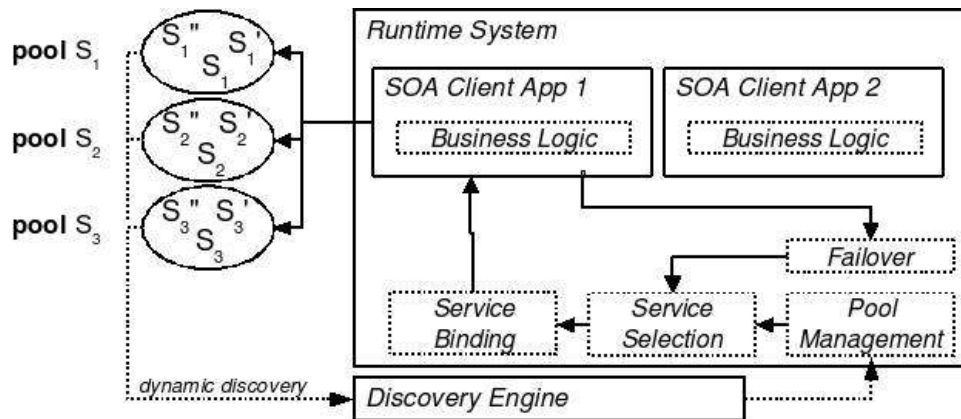 pool S1
S1" S1'
S1
pool S2
S2" S2'
S2
pool S3
S3" S3'
S3
Runtime System
SOA Client App 1
Business Logic
SOA Client App 2
Business Logic
Failover
Service
Binding
Service
Selection
Pool
Management
dynamic discovery
Discovery Engine